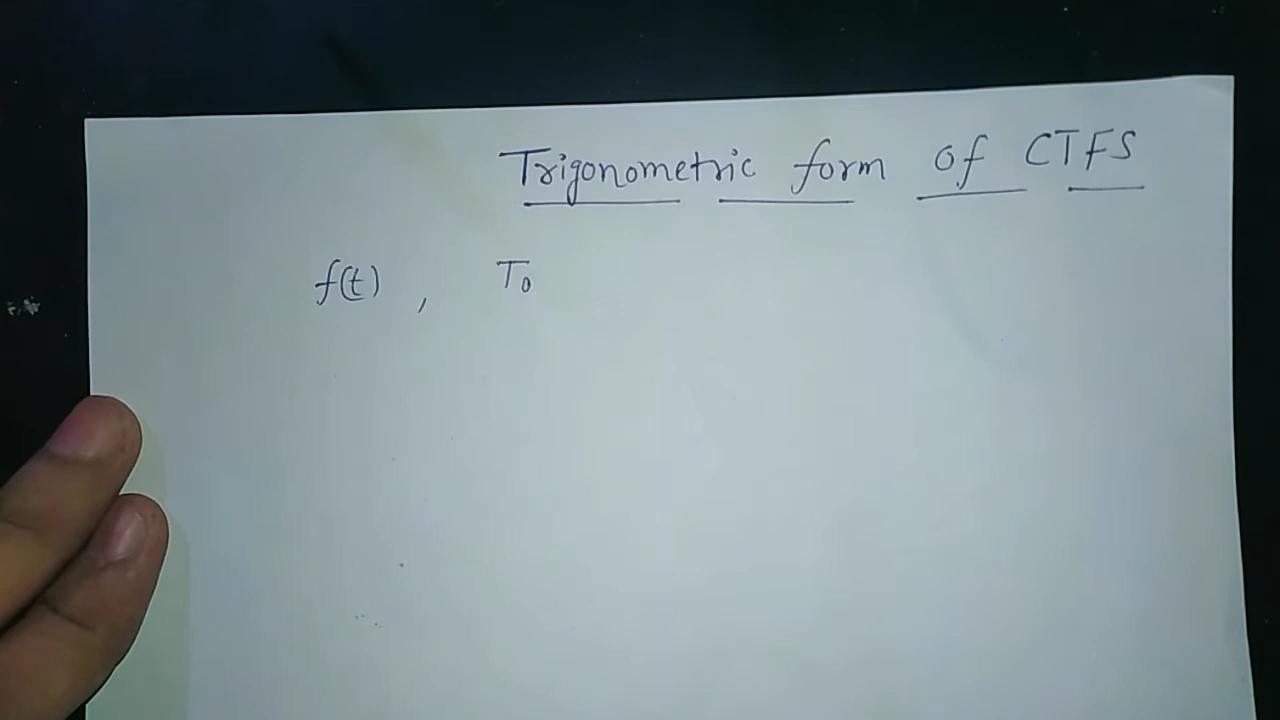 Trigonometric form of CTFS
f(t) , T₀